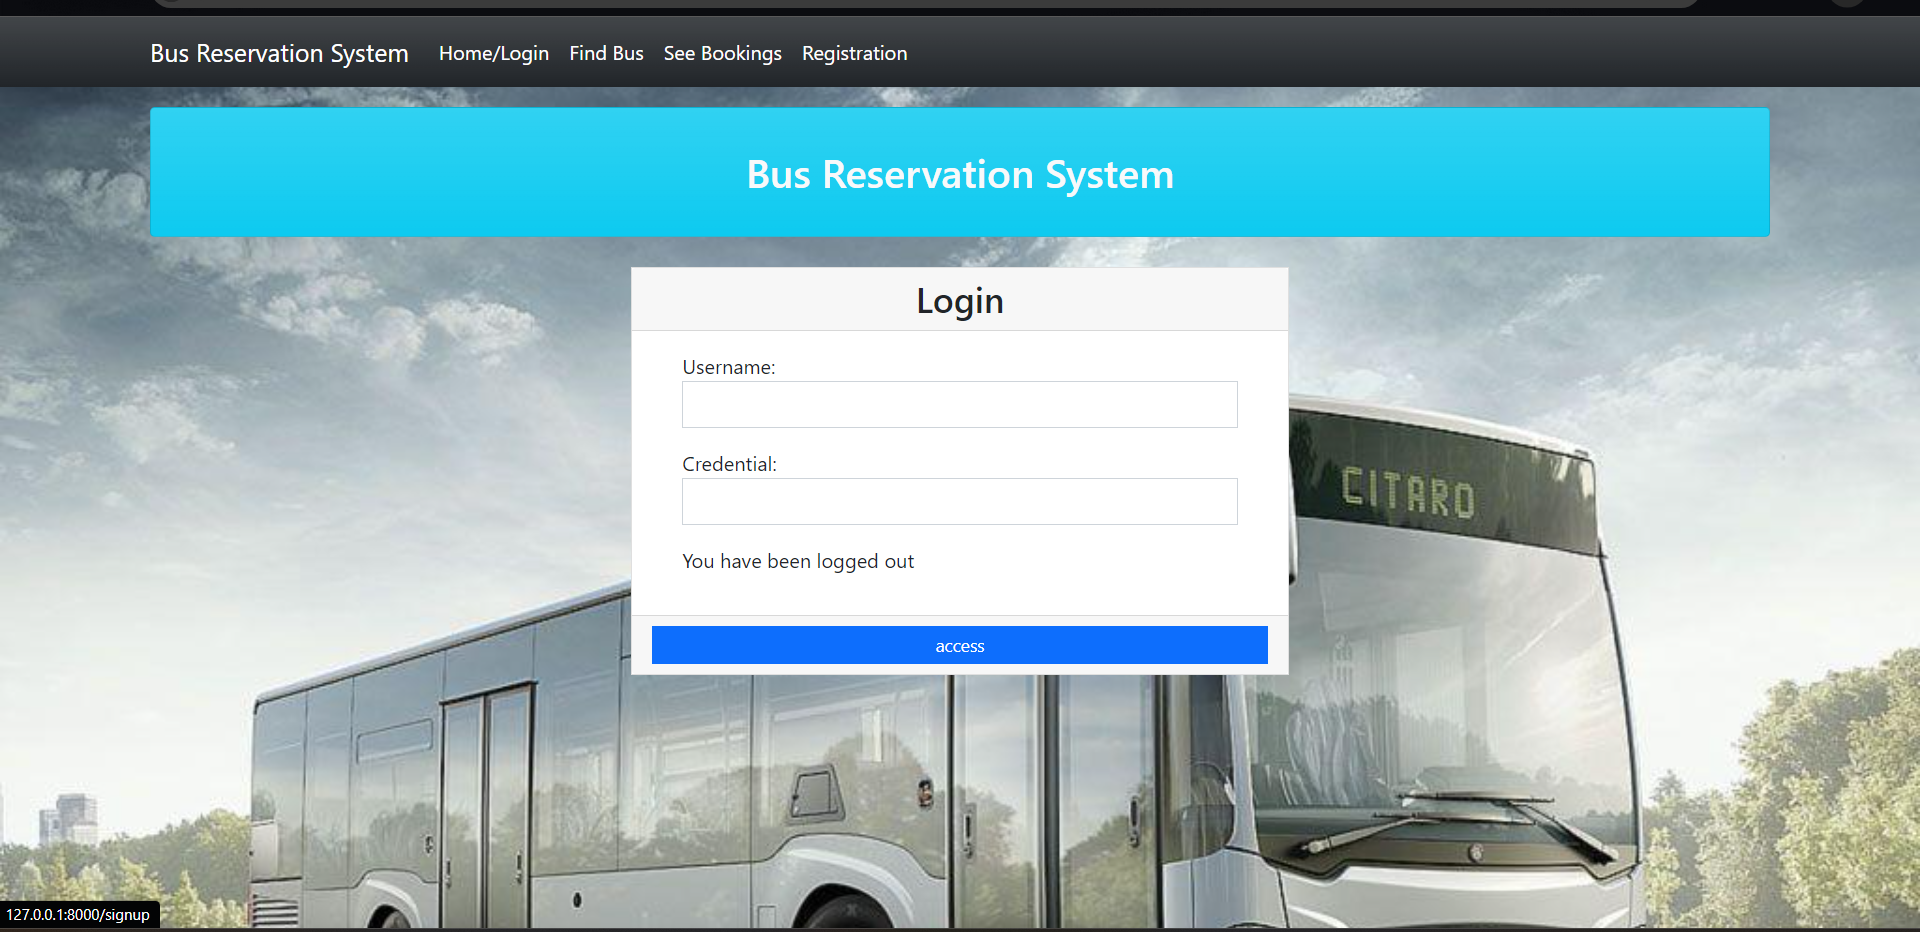 Bus Reservation System Home/Login Find Bus See Bookings Registration
Bus Reservation System
Login
Username:
Credential:
You have been logged out
access
CITARO
127.0.0.1:8000/signup